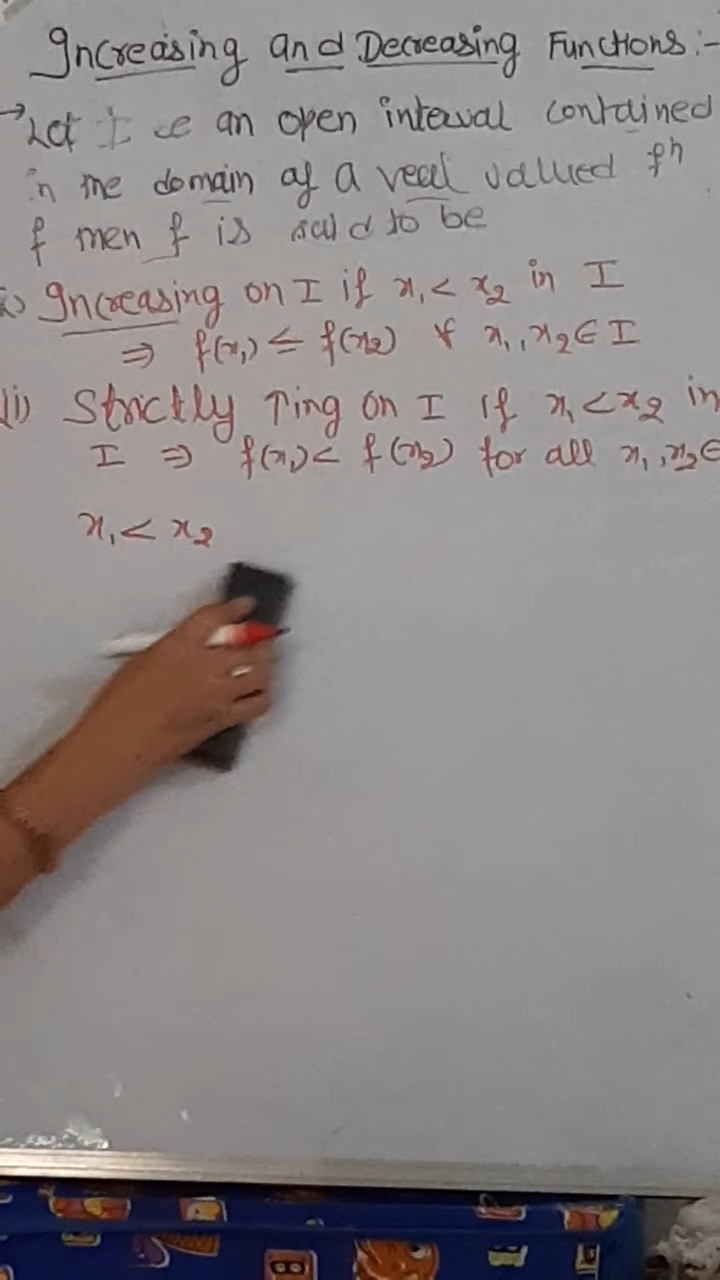 Increasing and Decreasing Functions:-
→ Let I be an open interval contained
in the domain of a real valued fn
f then f is said to be
i) Increasing on I if x₁ < x₂ in I
⇒ f(x₁) ≤ f(x₂) ∀ x₁, x₂ ∈ I
(ii) Strictly ↑ing on I if x₁ < x₂ in
I ⇒ f(x₁) < f(x₂) for all x₁, x₂ ∈
x₁ < x₂